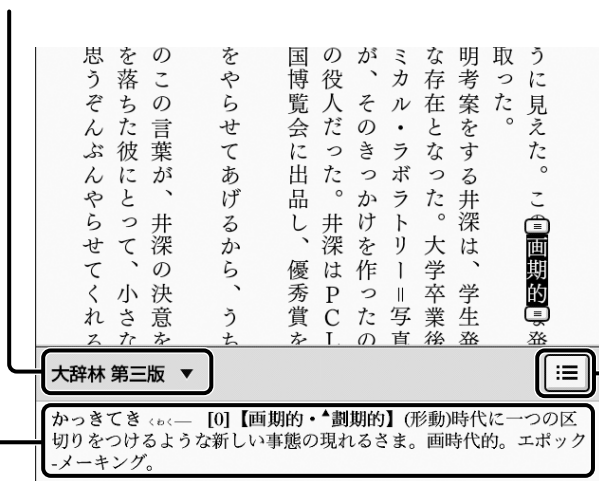 うに見えた。この画期的な発
取った。
明考案をする井深は、学生発
な存在となった。大学卒業後
ミカル・ラボラトリー＝写真
が、そのきっかけを作ったの
の役人だった。井深はＰＣＬ
国博覧会に出品し、優秀賞を
をやらせてあげるから、うち
のこの言葉が、井深の決意を
を落ちた彼にとって、小さな
思うぞんぶんやらせてくれる
大辞林 第三版 ▼
かっきてき くわく― [0]【画期的・▲劃期的】(形動)時代に一つの区
切りをつけるような新しい事態の現れるさま。画時代的。エポック
-メーキング。